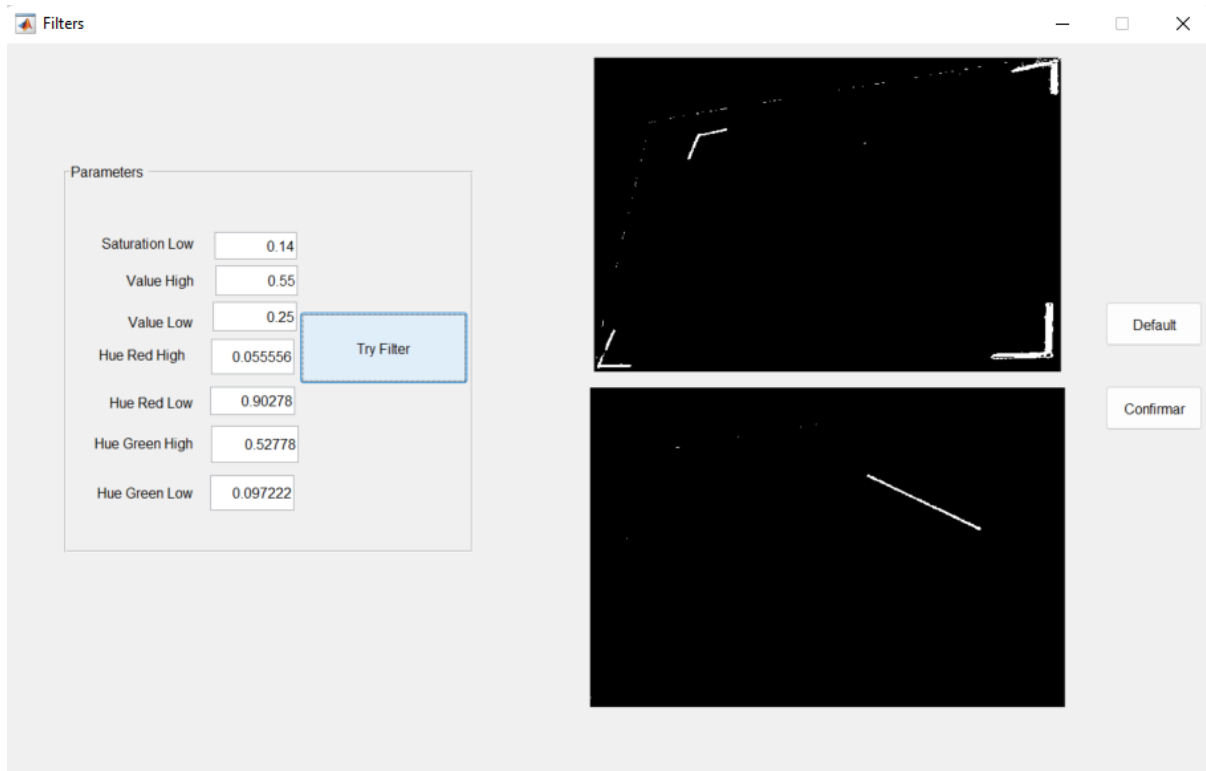 Filters
Parameters
Saturation Low 0.14
Value High 0.55
Value Low 0.25
Hue Red High 0.055556
Try Filter
Hue Red Low 0.90278
Hue Green High 0.52778
Hue Green Low 0.097222
Default
Confirmar